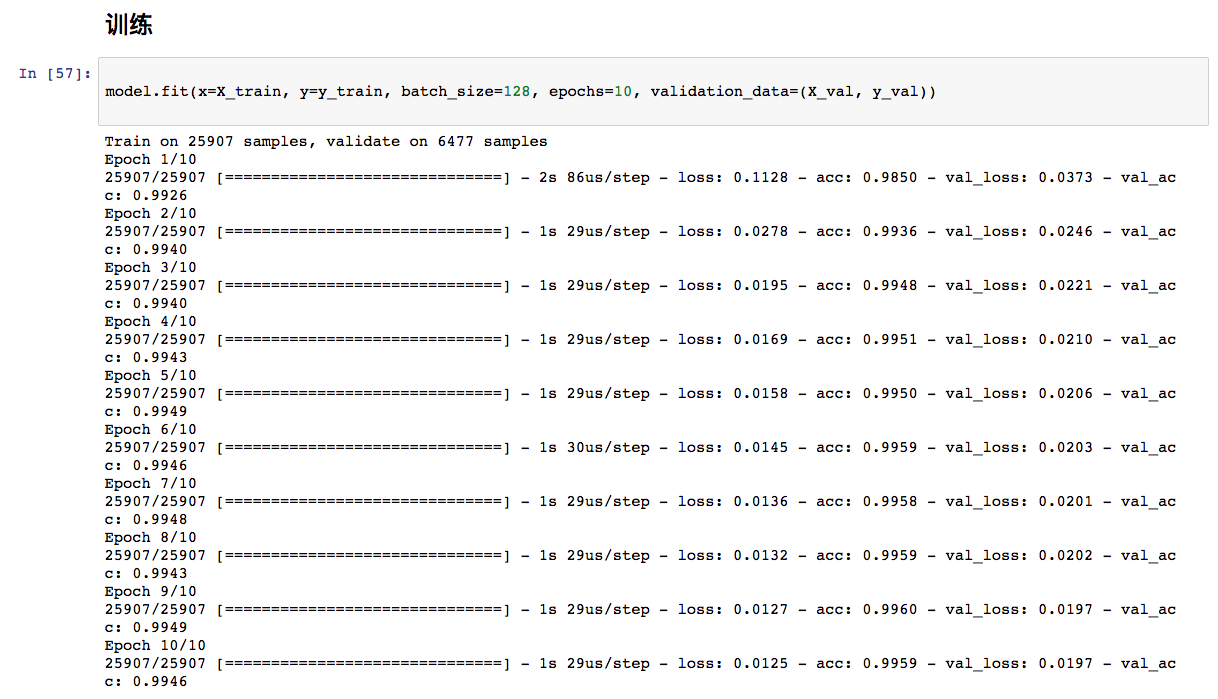 训练
In [57]:
model.fit(x=X_train, y=y_train, batch_size=128, epochs=10, validation_data=(X_val, y_val))
Train on 25907 samples, validate on 6477 samples
Epoch 1/10
25907/25907 [==============================] - 2s 86us/step - loss: 0.1128 - acc: 0.9850 - val_loss: 0.0373 - val_ac
c: 0.9926
Epoch 2/10
25907/25907 [==============================] - 1s 29us/step - loss: 0.0278 - acc: 0.9936 - val_loss: 0.0246 - val_ac
c: 0.9940
Epoch 3/10
25907/25907 [==============================] - 1s 29us/step - loss: 0.0195 - acc: 0.9948 - val_loss: 0.0221 - val_ac
c: 0.9940
Epoch 4/10
25907/25907 [==============================] - 1s 29us/step - loss: 0.0169 - acc: 0.9951 - val_loss: 0.0210 - val_ac
c: 0.9943
Epoch 5/10
25907/25907 [==============================] - 1s 29us/step - loss: 0.0158 - acc: 0.9950 - val_loss: 0.0206 - val_ac
c: 0.9949
Epoch 6/10
25907/25907 [==============================] - 1s 30us/step - loss: 0.0145 - acc: 0.9959 - val_loss: 0.0203 - val_ac
c: 0.9946
Epoch 7/10
25907/25907 [==============================] - 1s 29us/step - loss: 0.0136 - acc: 0.9958 - val_loss: 0.0201 - val_ac
c: 0.9948
Epoch 8/10
25907/25907 [==============================] - 1s 29us/step - loss: 0.0132 - acc: 0.9959 - val_loss: 0.0202 - val_ac
c: 0.9943
Epoch 9/10
25907/25907 [==============================] - 1s 29us/step - loss: 0.0127 - acc: 0.9960 - val_loss: 0.0197 - val_ac
c: 0.9949
Epoch 10/10
25907/25907 [==============================] - 1s 29us/step - loss: 0.0125 - acc: 0.9959 - val_loss: 0.0197 - val_ac
c: 0.9946